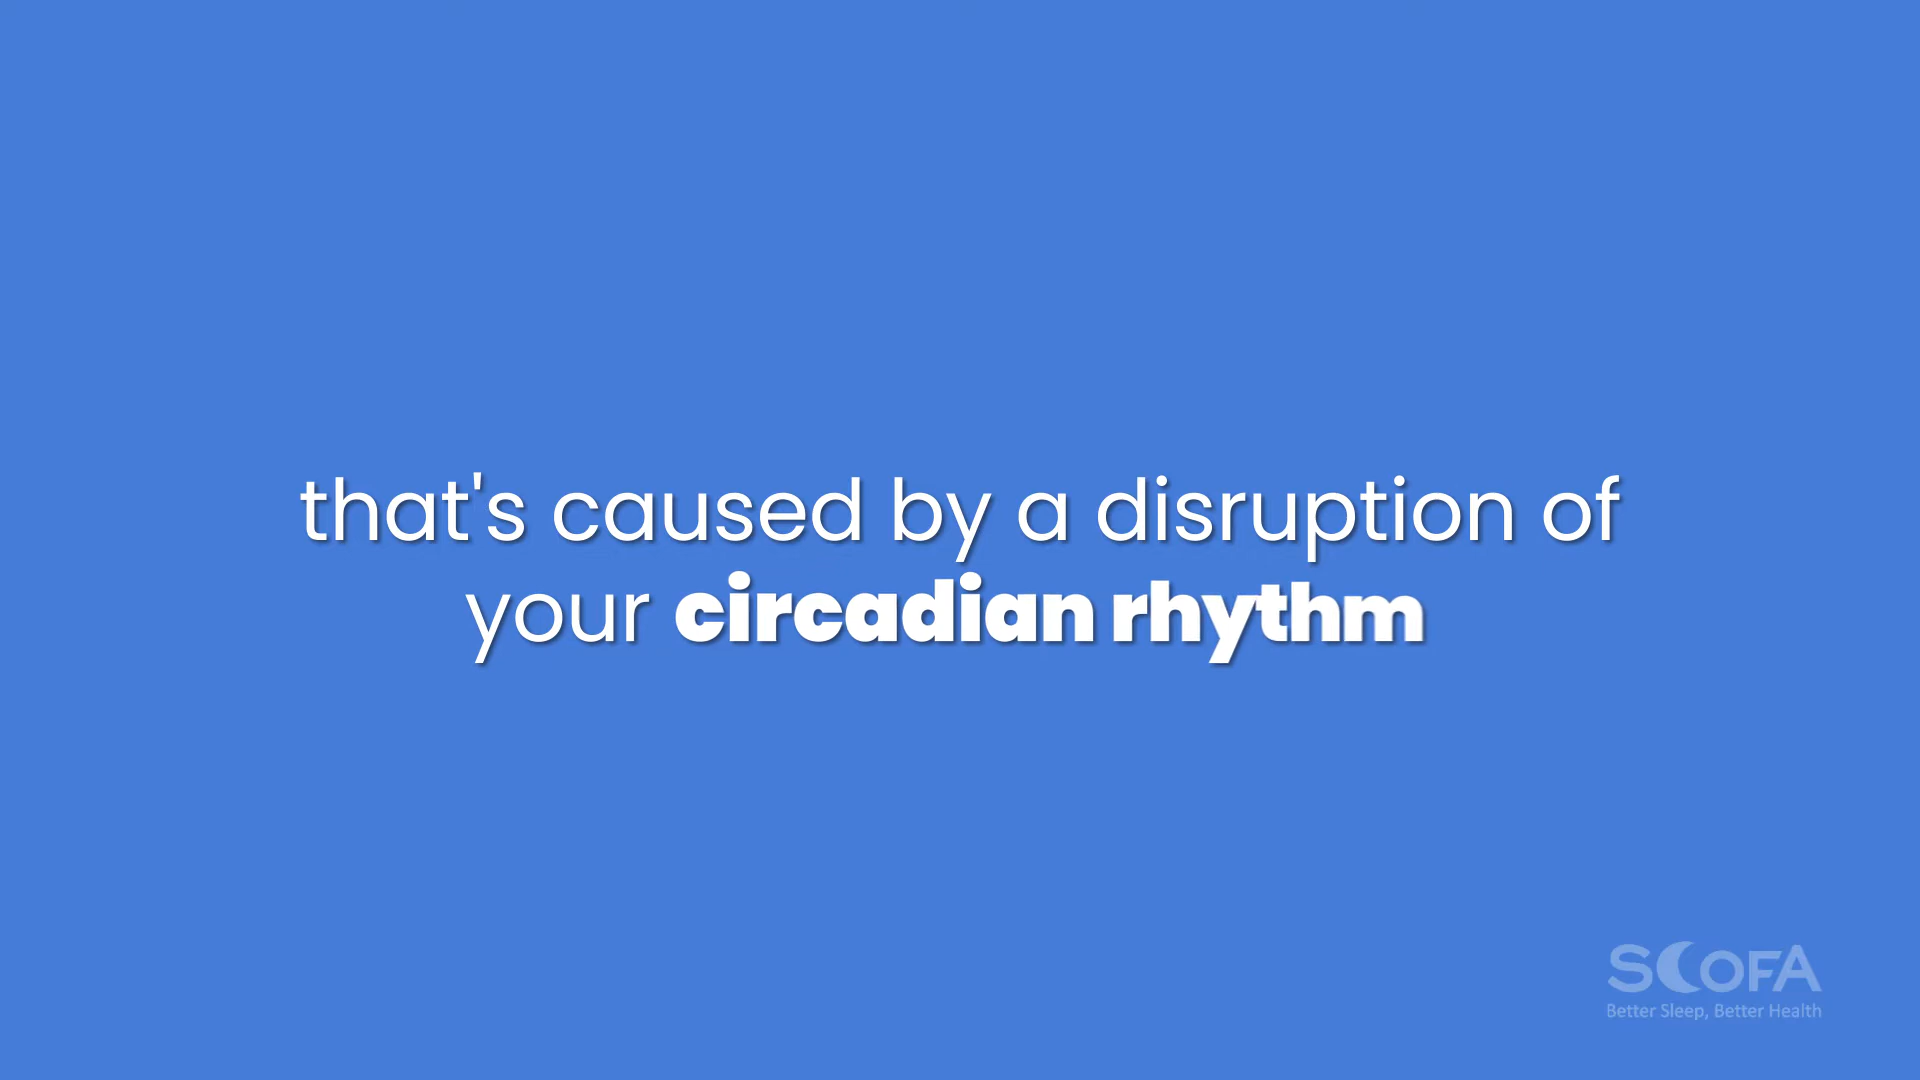 that's caused by a disruption of
your circadian rhythm
SCOFA
Better Sleep, Better Health